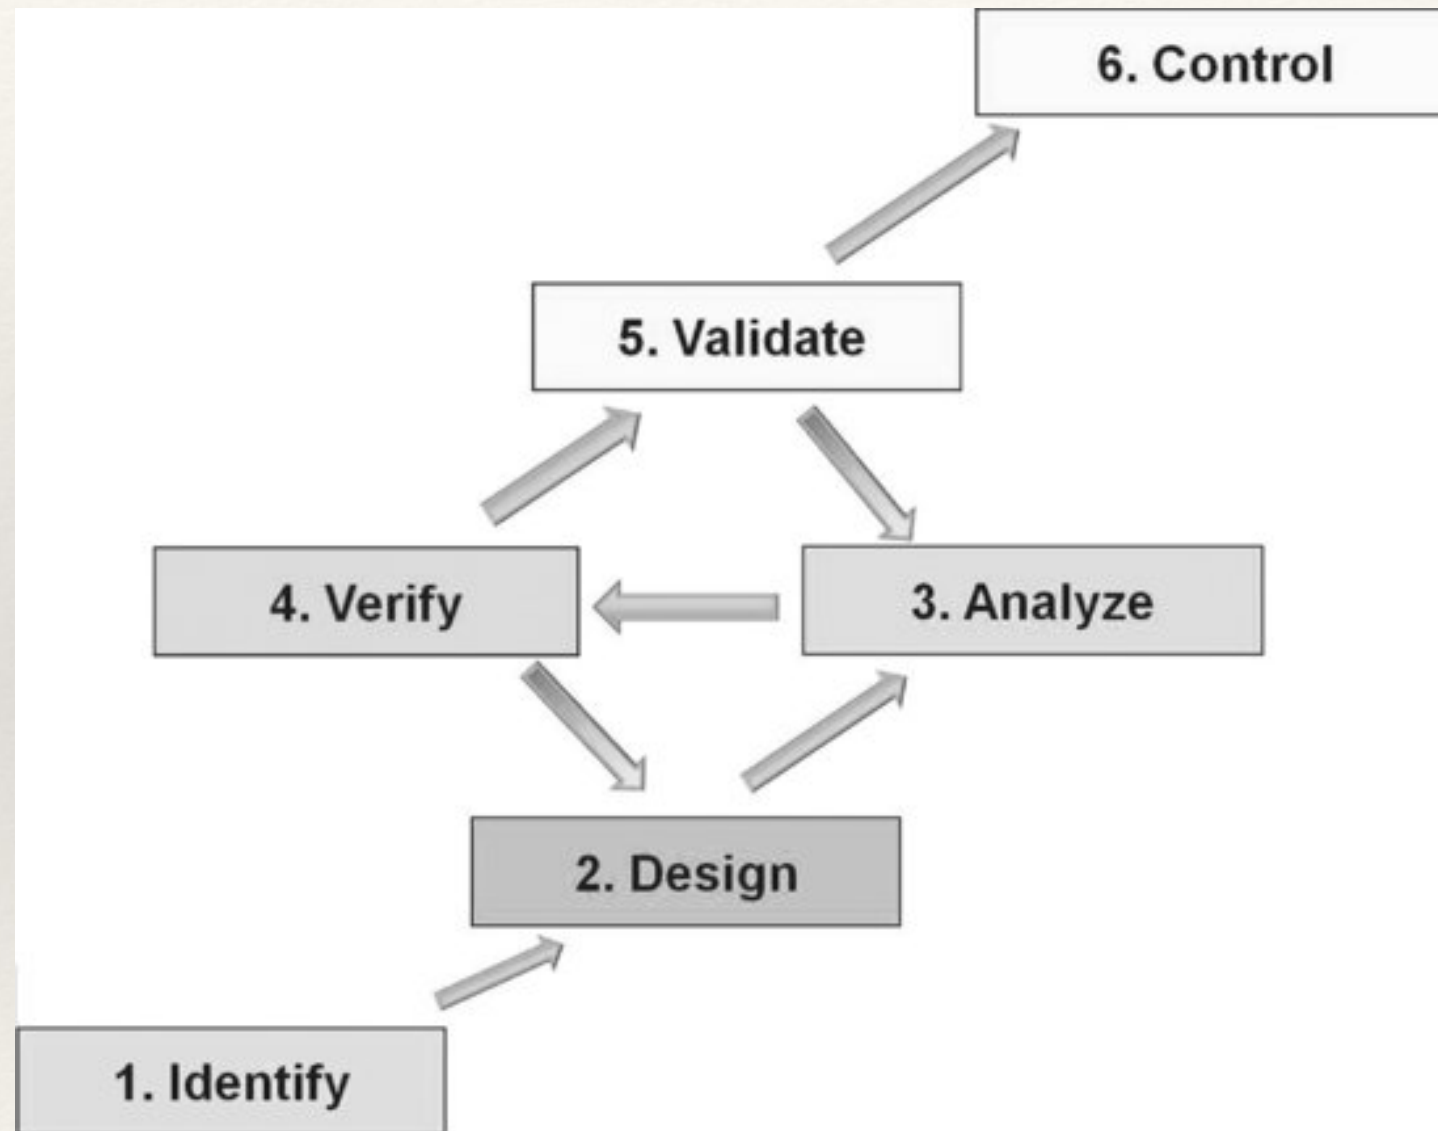 6. Control
5. Validate
4. Verify
3. Analyze
2. Design
1. Identify